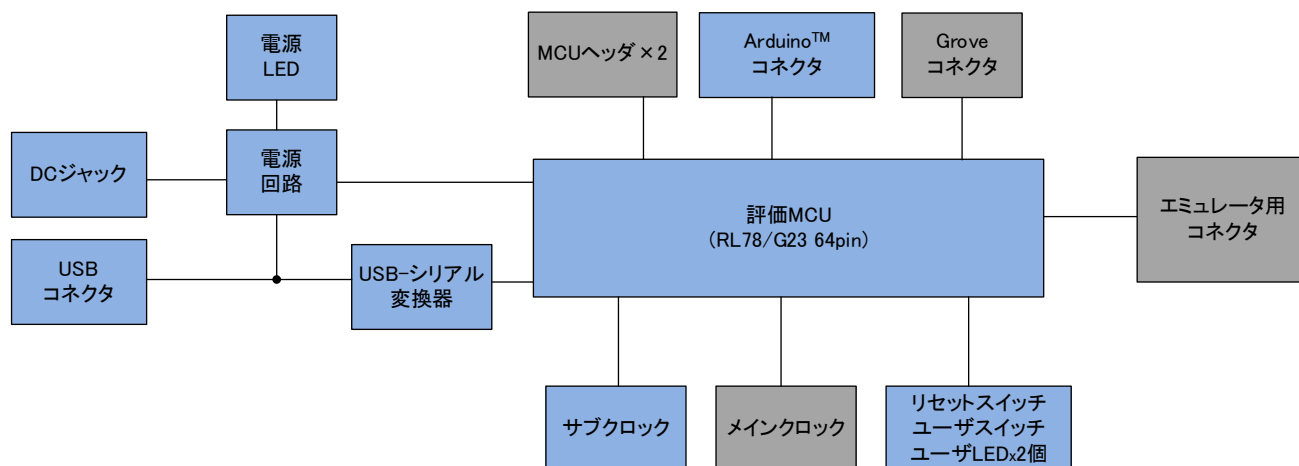 電源
LED
MCUヘッダ×2
Arduino™
コネクタ
Grove
コネクタ
DCジャック
電源
回路
評価MCU
(RL78/G23 64pin)
エミュレータ用
コネクタ
USB
コネクタ
USB-シリアル
変換器
サブクロック
メインクロック
リセットスイッチ
ユーザスイッチ
ユーザLEDx2個